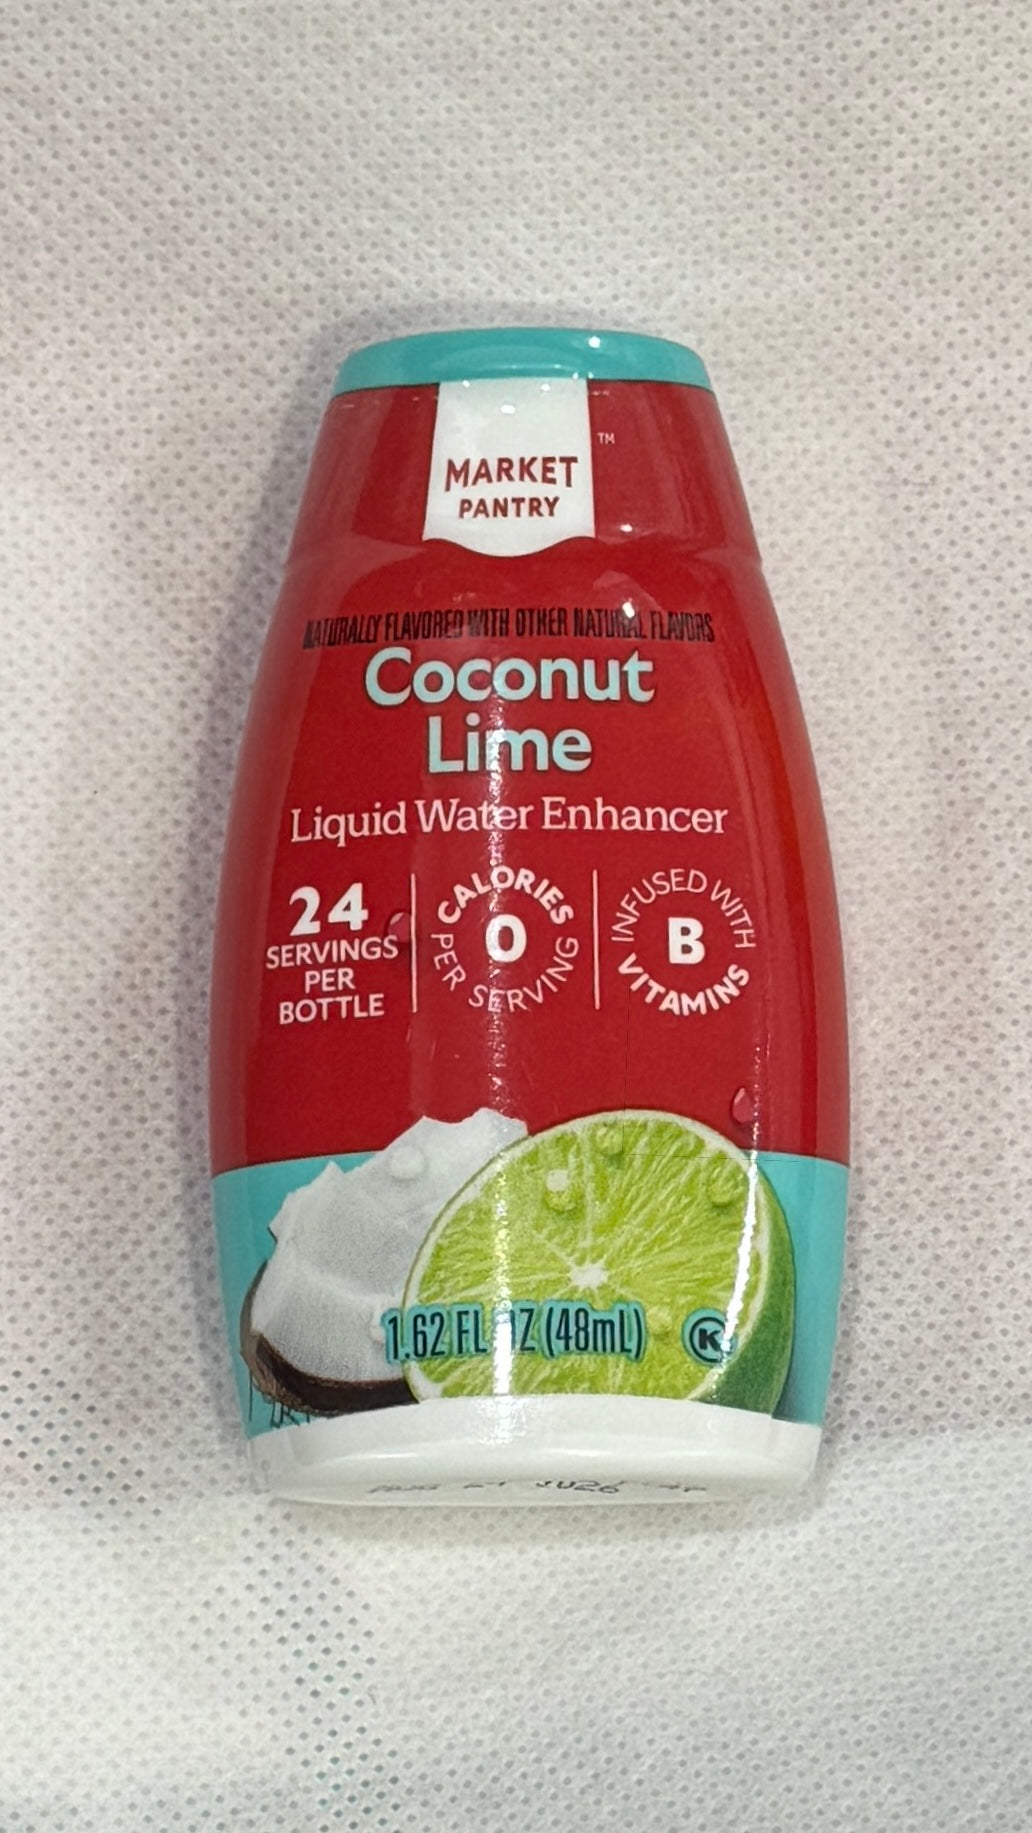 MARKET
PANTRY
™
NATURALLY FLAVORED WITH OTHER NATURAL FLAVORS
Coconut
Lime
Liquid Water Enhancer
24
SERVINGS
PER
BOTTLE
CALORIES
0
PER SERVING
INFUSED WITH
B
VITAMINS
1.62 FL OZ (48mL)
K